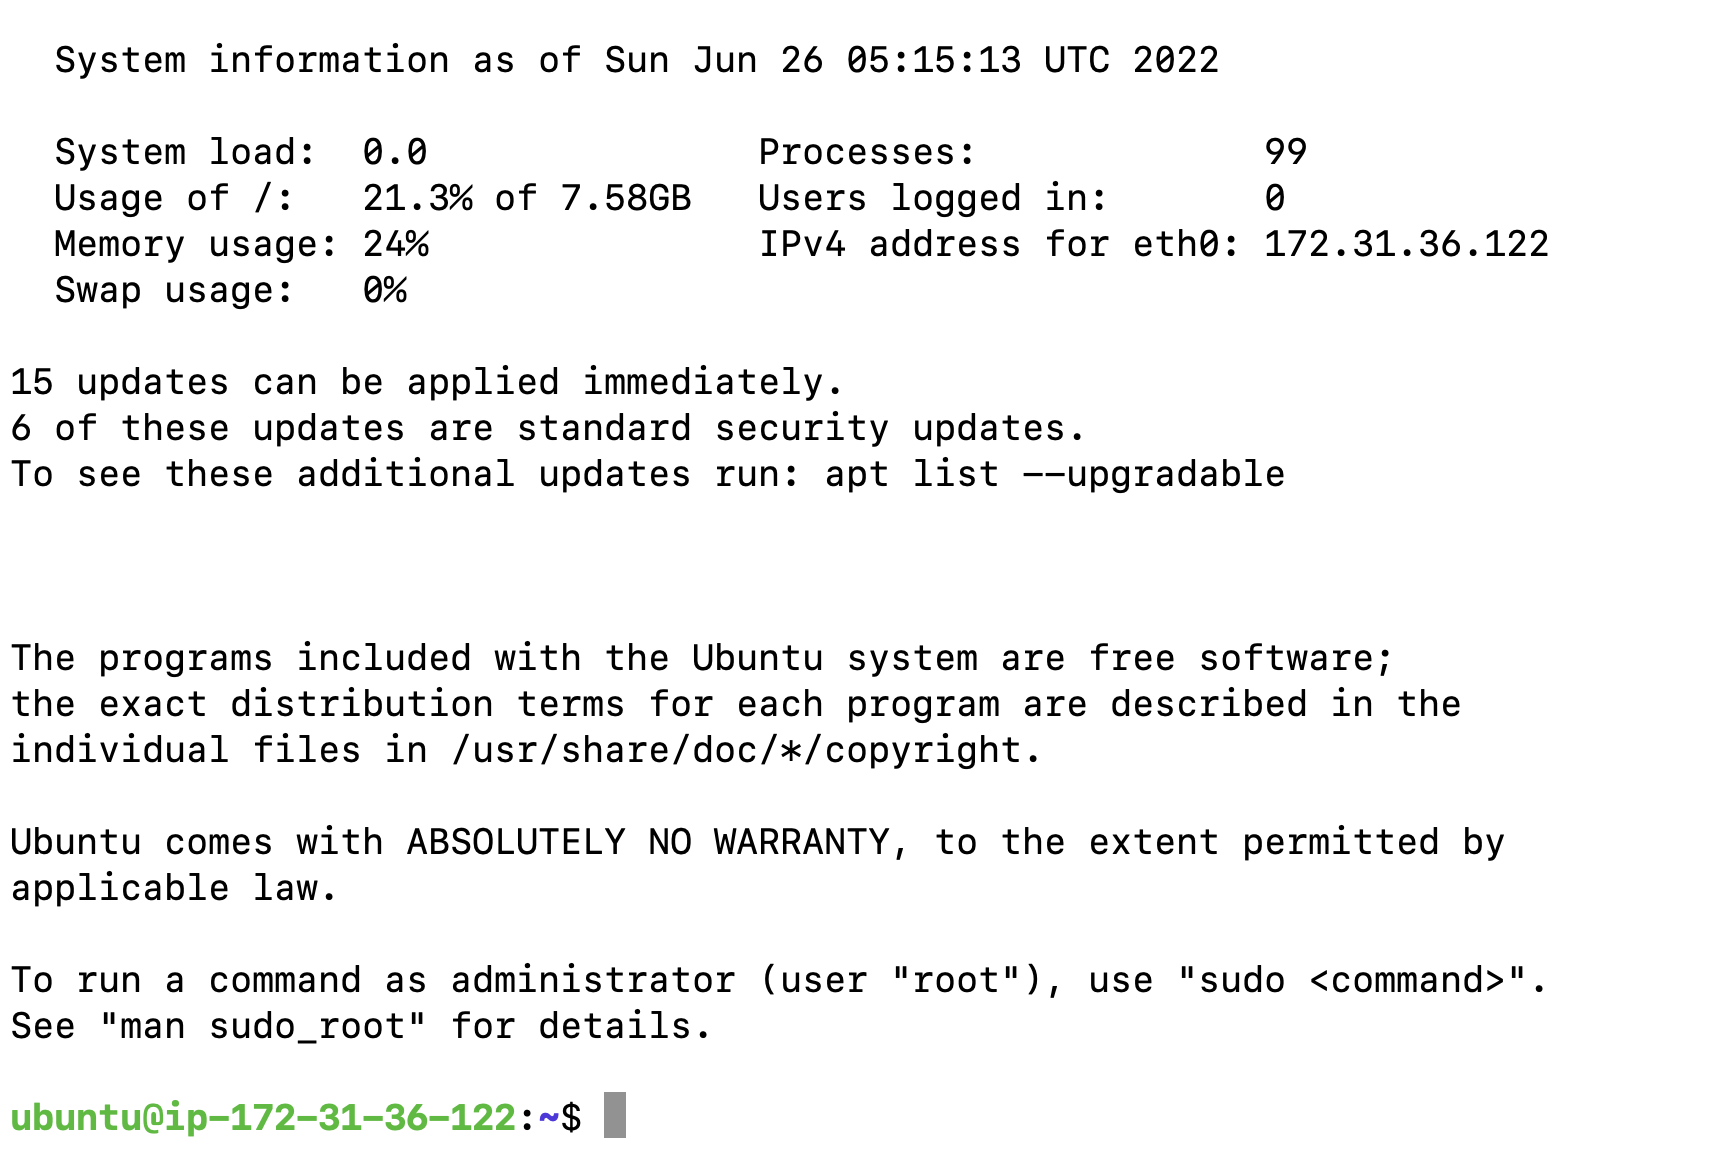 System information as of Sun Jun 26 05:15:13 UTC 2022
System load:  0.0               Processes:             99
Usage of /:   21.3% of 7.58GB   Users logged in:       0
Memory usage: 24%               IPv4 address for eth0: 172.31.36.122
Swap usage:   0%
15 updates can be applied immediately.
6 of these updates are standard security updates.
To see these additional updates run: apt list --upgradable
The programs included with the Ubuntu system are free software;
the exact distribution terms for each program are described in the
individual files in /usr/share/doc/*/copyright.
Ubuntu comes with ABSOLUTELY NO WARRANTY, to the extent permitted by
applicable law.
To run a command as administrator (user "root"), use "sudo <command>".
See "man sudo_root" for details.
ubuntu@ip-172-31-36-122:~$